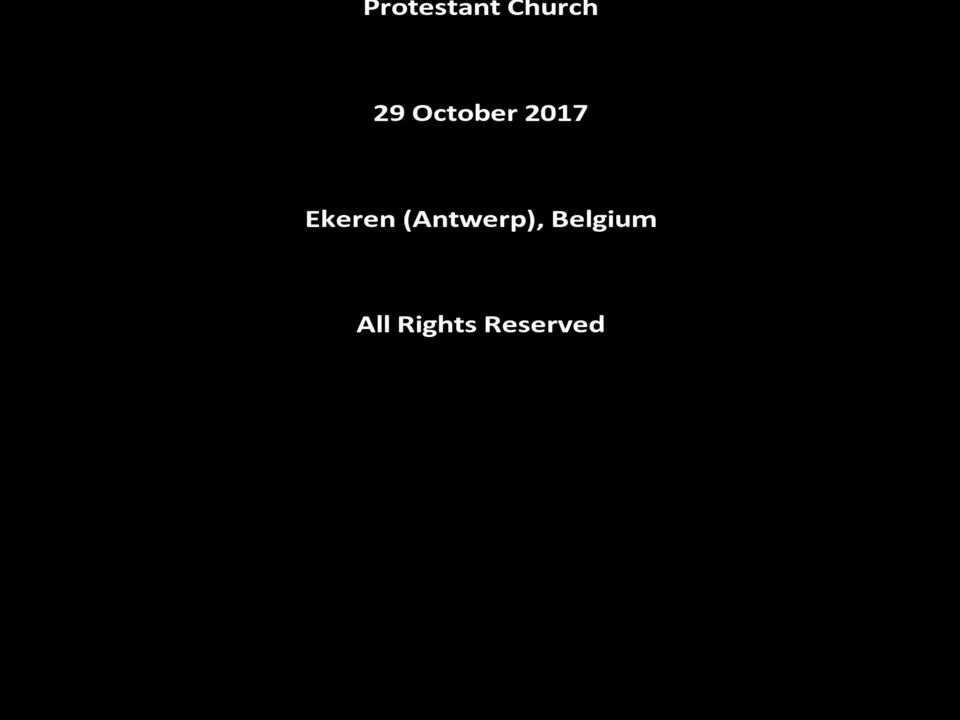 Protestant Church
29 October 2017
Ekeren (Antwerp), Belgium
All Rights Reserved